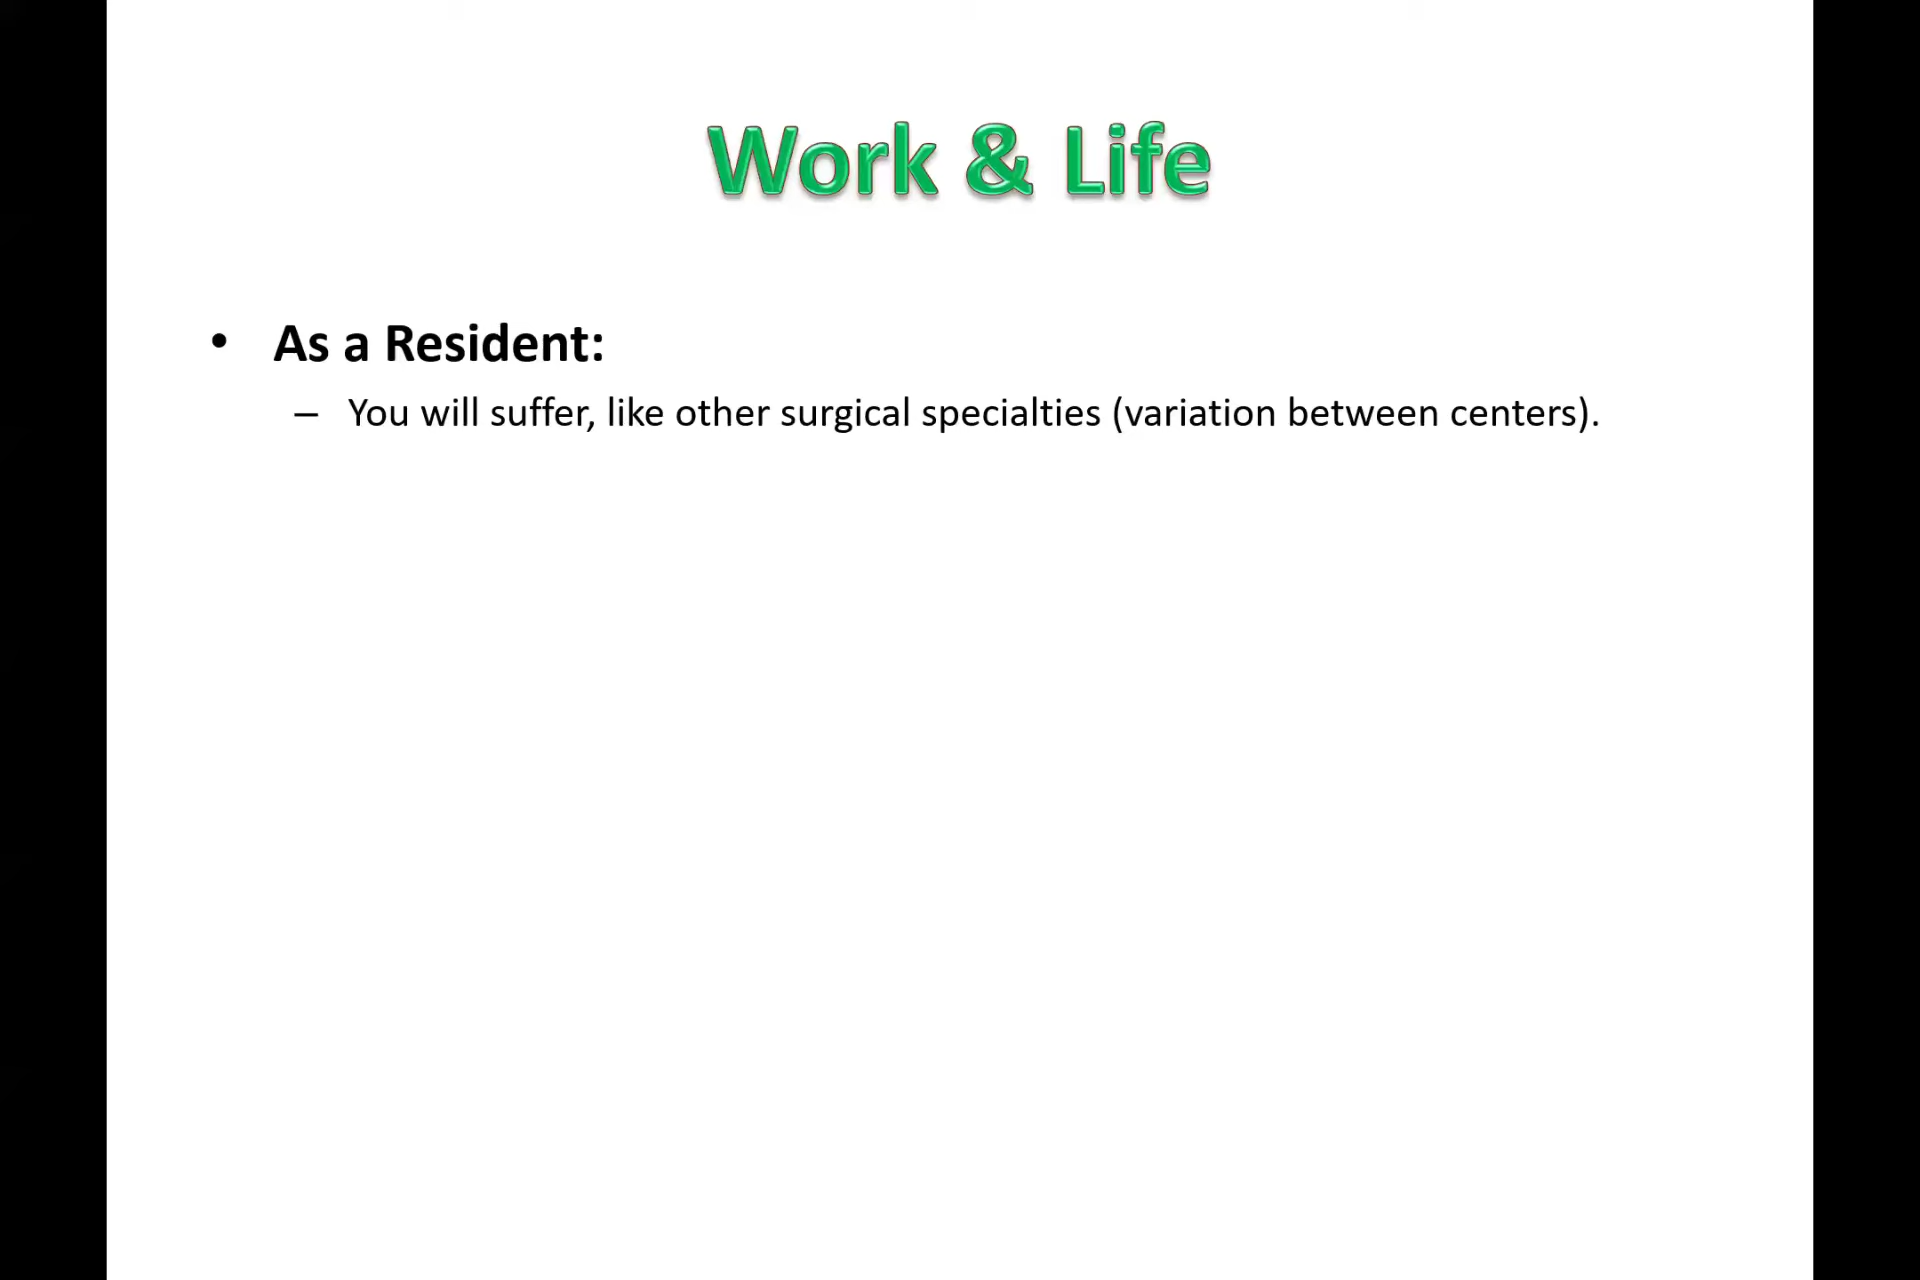 Work & Life
• As a Resident:
– You will suffer, like other surgical specialties (variation between centers).